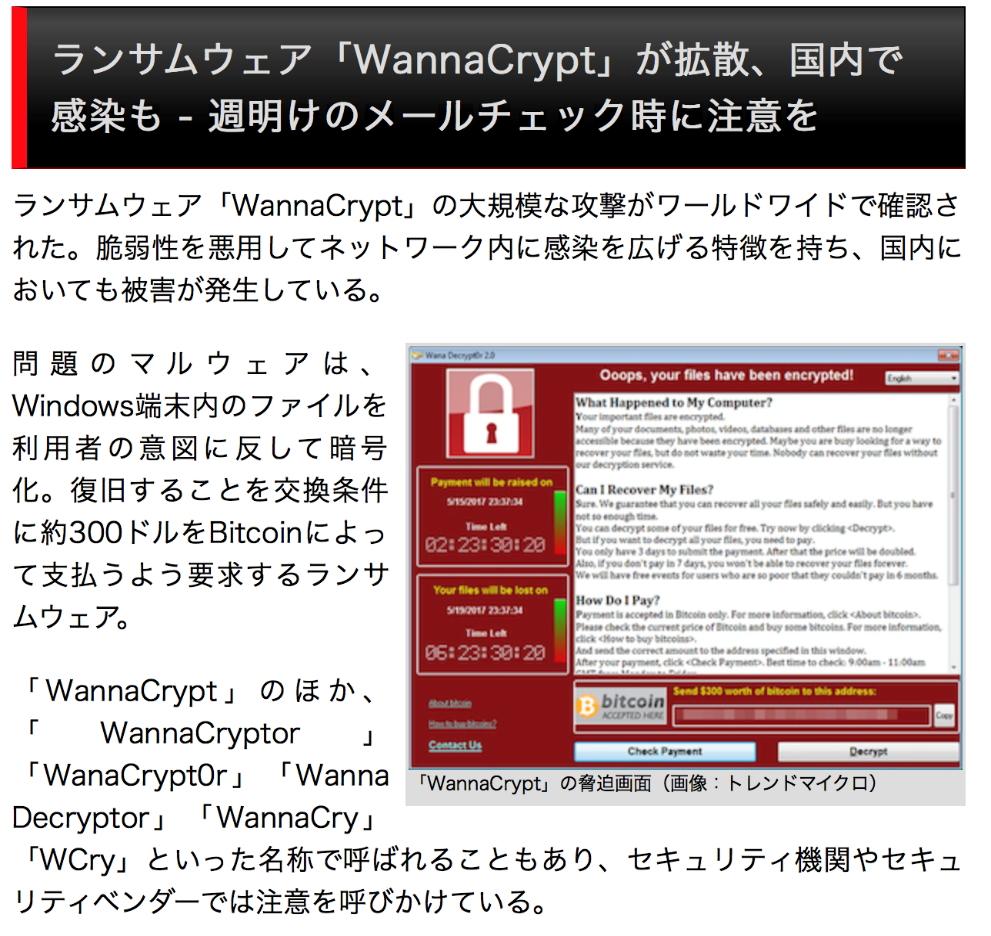 ランサムウェア「WannaCrypt」が拡散、国内で
感染も - 週明けのメールチェック時に注意を
ランサムウェア「WannaCrypt」の大規模な攻撃がワールドワイドで確認さ
れた。脆弱性を悪用してネットワーク内に感染を広げる特徴を持ち、国内に
おいても被害が発生している。
問題のマルウェアは、
Windows端末内のファイルを
利用者の意図に反して暗号
化。復旧することを交換条件
に約300ドルをBitcoinによっ
て支払うよう要求するランサ
ムウェア。
「WannaCrypt」のほか、
「WannaCryptor」
「WanaCrypt0r」「Wanna
Decryptor」「WannaCry」
「WCry」といった名称で呼ばれることもあり、セキュリティ機関やセキュ
リティベンダーでは注意を呼びかけている。
Wana Decrypt0r 2.0
Ooops, your files have been encrypted!
English
Payment will be raised on
5/15/2017 23:37:34
Time Left
02:23:30:20
Your files will be lost on
5/19/2017 23:37:34
Time Left
06:23:30:20
About bitcoin
How to buy bitcoins?
Contact Us
What Happened to My Computer?
Your important files are encrypted.
Many of your documents, photos, videos, databases and other files are no longer
accessible because they have been encrypted. Maybe you are busy looking for a way to
recover your files, but do not waste your time. Nobody can recover your files without
our decryption service.
Can I Recover My Files?
Sure. We guarantee that you can recover all your files safely and easily. But you have
not so enough time.
You can decrypt some of your files for free. Try now by clicking <Decrypt>.
But if you want to decrypt all your files, you need to pay.
You only have 3 days to submit the payment. After that the price will be doubled.
Also, if you don't pay in 7 days, you won't be able to recover your files forever.
We will have free events for users who are so poor that they couldn't pay in 6 months.
How Do I Pay?
Payment is accepted in Bitcoin only. For more information, click <About bitcoin>.
Please check the current price of Bitcoin and buy some bitcoins. For more information,
click <How to buy bitcoins>.
And send the correct amount to the address specified in this window.
After your payment, click <Check Payment>. Best time to check: 9:00am - 11:00am
GMT from Monday to Friday.
bitcoin
ACCEPTED HERE
Send $300 worth of bitcoin to this address:
Copy
Check Payment
Decrypt
「WannaCrypt」の脅迫画面（画像：トレンドマイクロ）